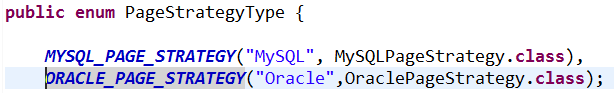 public enum PageStrategyType {
MYSQL_PAGE_STRATEGY("MySQL", MySQLPageStrategy.class),
ORACLE_PAGE_STRATEGY("Oracle",OraclePageStrategy.class);